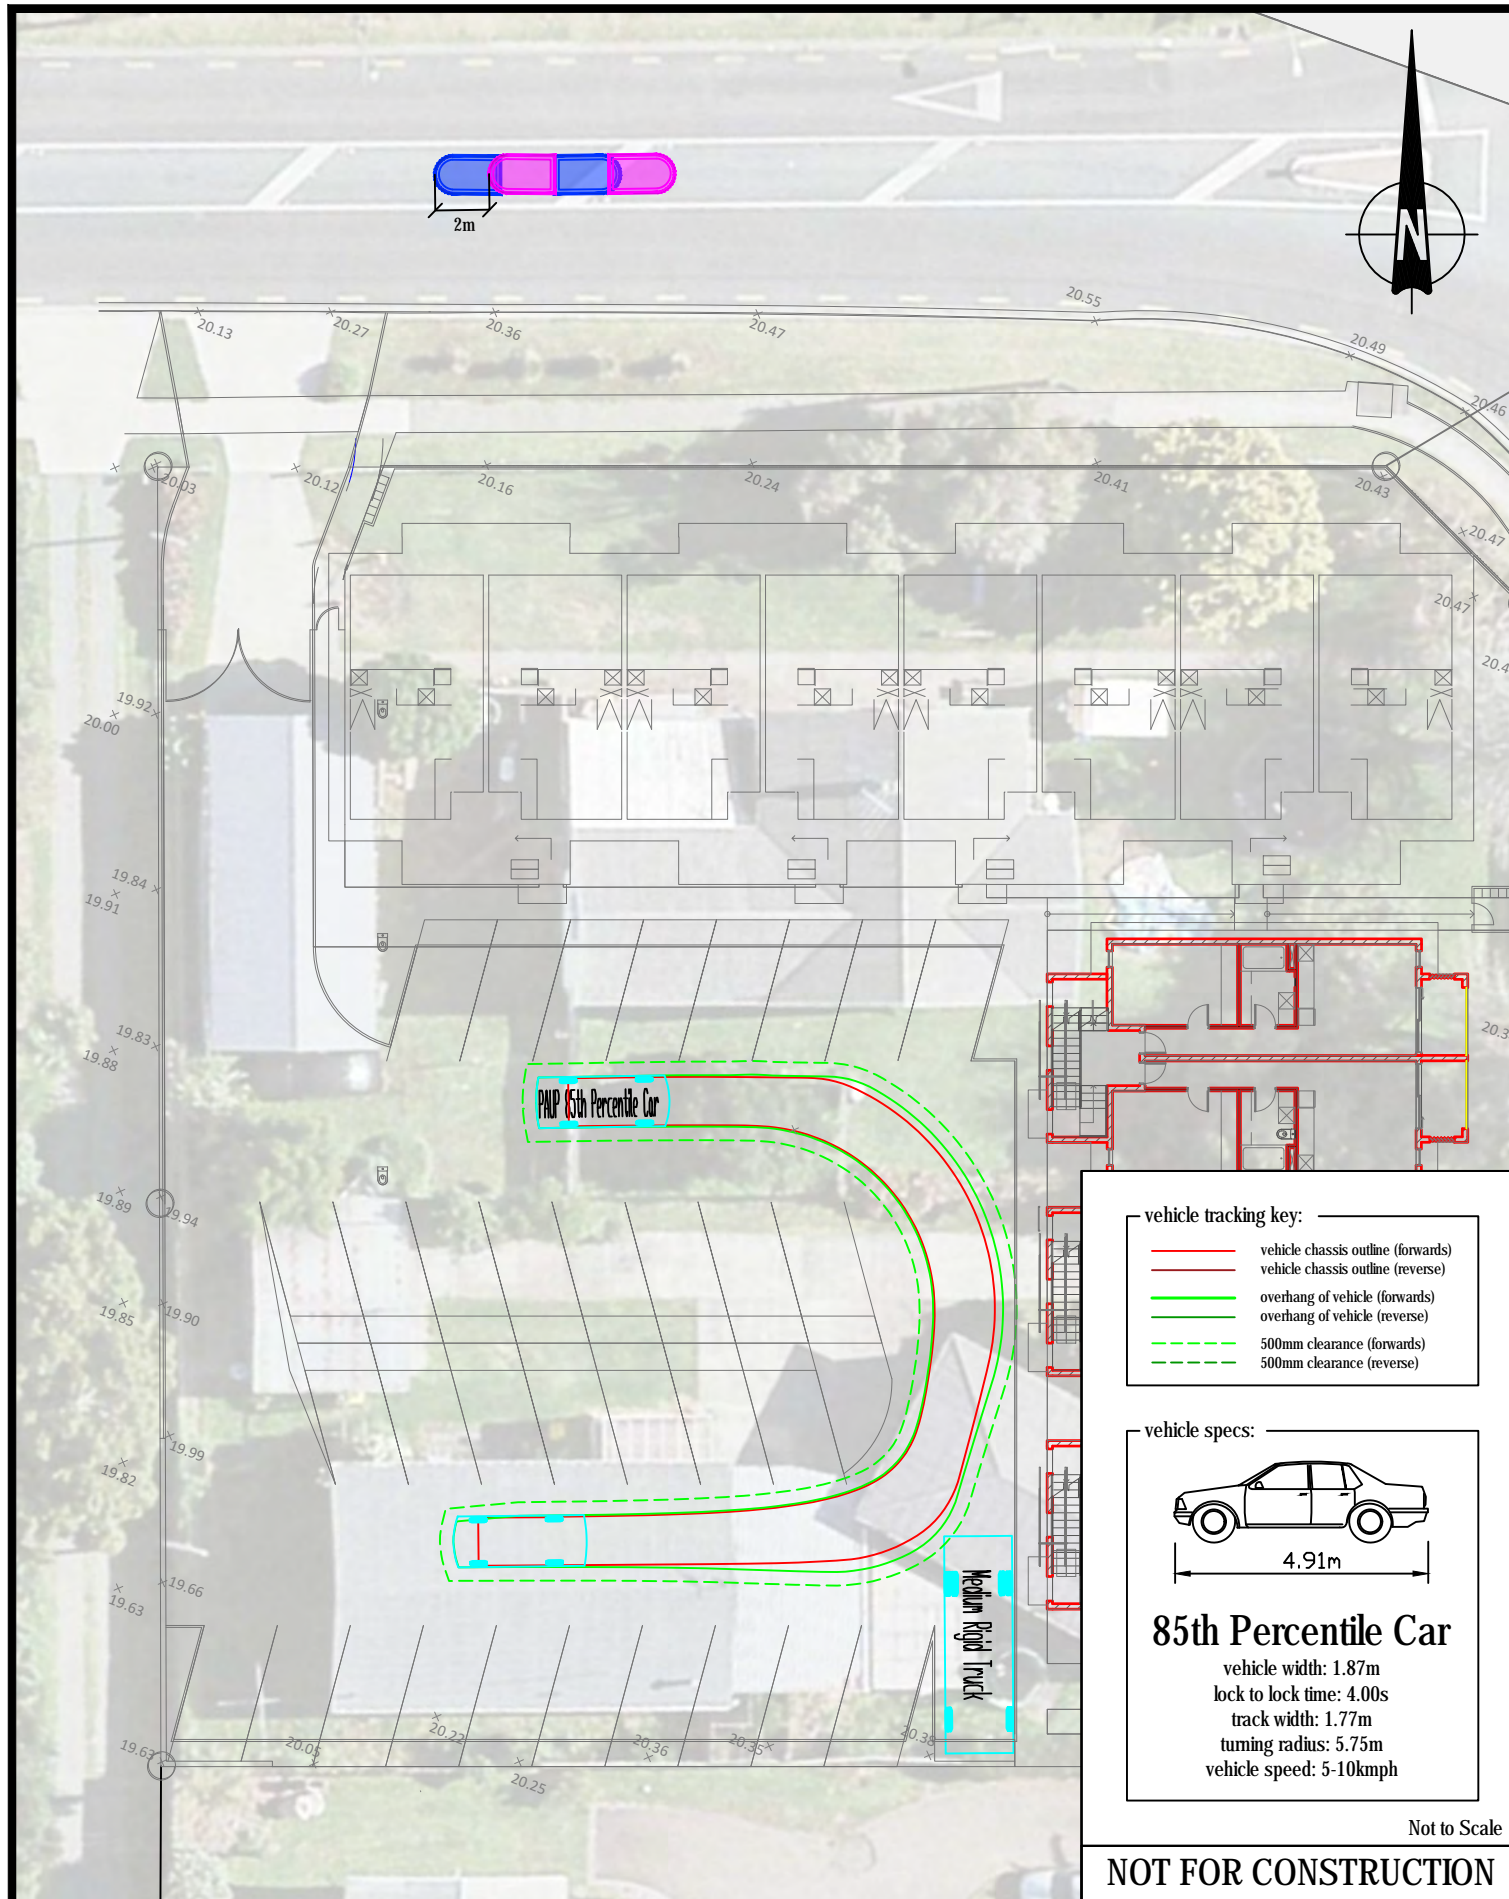 2m
N
20.13
20.27
20.36
20.47
20.55
20.49
20.46
20.03
20.12
20.16
20.24
20.41
20.43
20.47
20.47
19.92
20.00
19.84
19.91
19.83
19.88
PAUP 85th Percentile Car
19.89
19.94
19.85
19.90
19.99
19.82
19.66
19.63
19.63
20.05
20.22
20.25
20.36
20.35
20.38
Medium Rigid Truck
vehicle tracking key:
vehicle chassis outline (forwards)
vehicle chassis outline (reverse)
overhang of vehicle (forwards)
overhang of vehicle (reverse)
500mm clearance (forwards)
500mm clearance (reverse)
vehicle specs:
4.91m
85th Percentile Car
vehicle width: 1.87m
lock to lock time: 4.00s
track width: 1.77m
turning radius: 5.75m
vehicle speed: 5-10kmph
Not to Scale
NOT FOR CONSTRUCTION